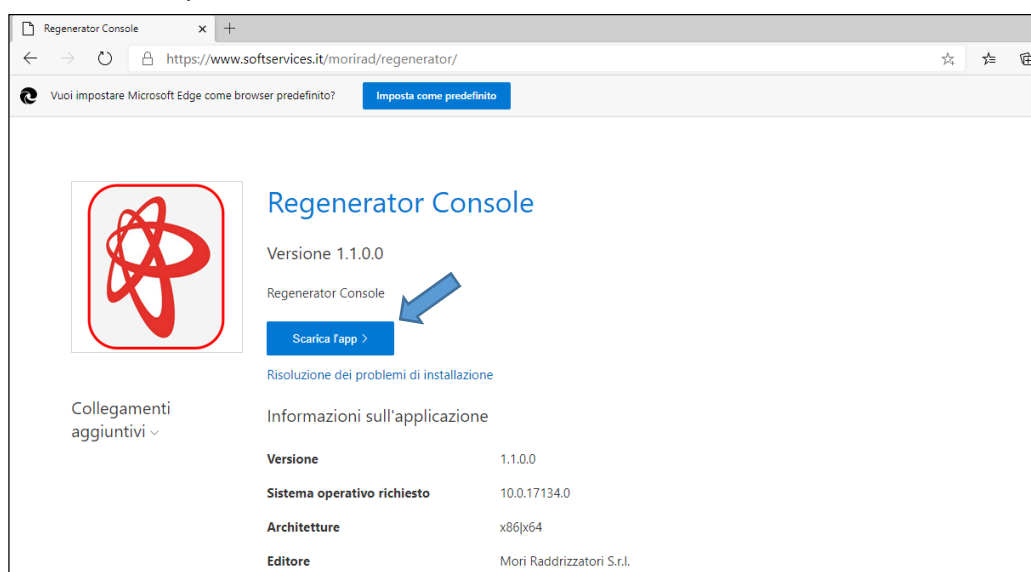 Regenerator Console
https://www.softservices.it/morirad/regenerator/
Vuoi impostare Microsoft Edge come browser predefinito? Imposta come predefinito
Regenerator Console
Versione 1.1.0.0
Regenerator Console
Scarica l'app >
Risoluzione dei problemi di installazione
Collegamenti
aggiuntivi
Informazioni sull'applicazione
Versione 1.1.0.0
Sistema operativo richiesto 10.0.17134.0
Architetture x86|x64
Editore Mori Raddrizzatori S.r.l.